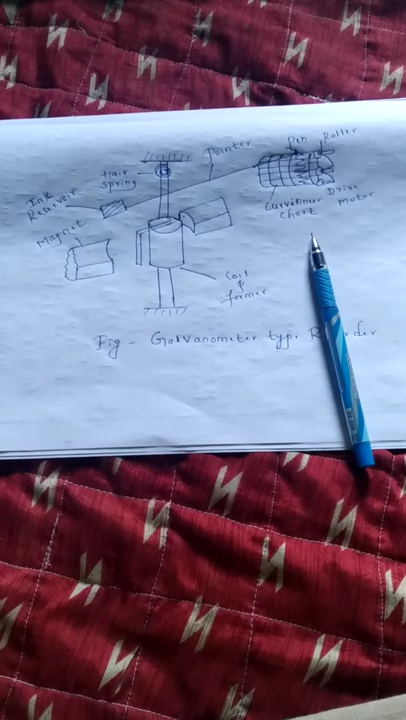 Pen Roller
Pointer
Hair
spring
Ink
Reservoir
Curvilinear
Chart
Drive
Motor
Magnet
Coil
&
former
Fig - Galvanometer type